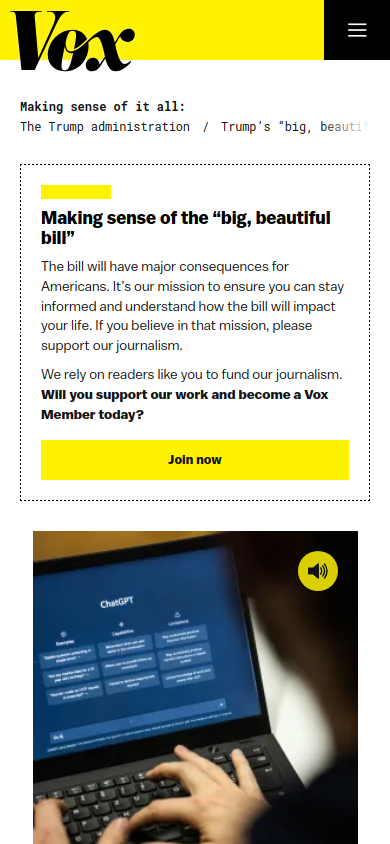 Vox
Making sense of it all:
The Trump administration / Trump’s “big, beautif
Making sense of the “big, beautiful
bill”
The bill will have major consequences for
Americans. It’s our mission to ensure you can stay
informed and understand how the bill will impact
your life. If you believe in that mission, please
support our journalism.
We rely on readers like you to fund our journalism.
Will you support our work and become a Vox
Member today?
Join now
ChatGPT
Examples
Capabilities
Limitations